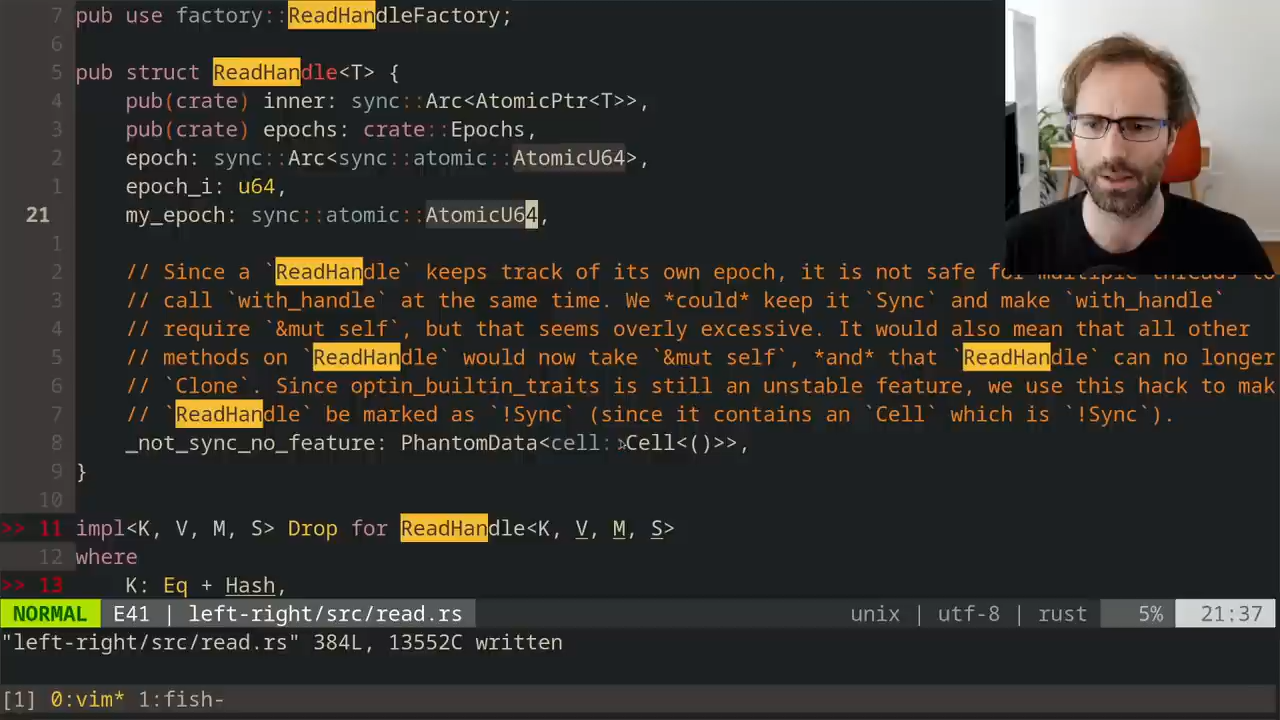 7 pub use factory::ReadHandleFactory;
6
5 pub struct ReadHandle<T> {
4 pub(crate) inner: sync::Arc<AtomicPtr<T>>,
3 pub(crate) epochs: crate::Epochs,
2 epoch: sync::Arc<sync::atomic::AtomicU64>,
1 epoch_i: u64,
21 my_epoch: sync::atomic::AtomicU64,
1
2 // Since a `ReadHandle` keeps track of its own epoch, it is not safe for multiple threads to
3 // call `with_handle` at the same time. We *could* keep it `Sync` and make `with_handle`
4 // require `&mut self`, but that seems overly excessive. It would also mean that all other
5 // methods on `ReadHandle` would now take `&mut self`, *and* that `ReadHandle` can no longer
6 // `Clone`. Since optin_builtin_traits is still an unstable feature, we use this hack to mak
7 // `ReadHandle` be marked as `!Sync` (since it contains an `Cell` which is `!Sync`).
8 _not_sync_no_feature: PhantomData<cell::Cell<()>>,
9 }
10
>> 11 impl<K, V, M, S> Drop for ReadHandle<K, V, M, S>
12 where
>> 13 K: Eq + Hash,
NORMAL E41 | left-right/src/read.rs unix | utf-8 | rust 5% 21:37
"left-right/src/read.rs" 384L, 13552C written
[1] 0:vim* 1:fish-